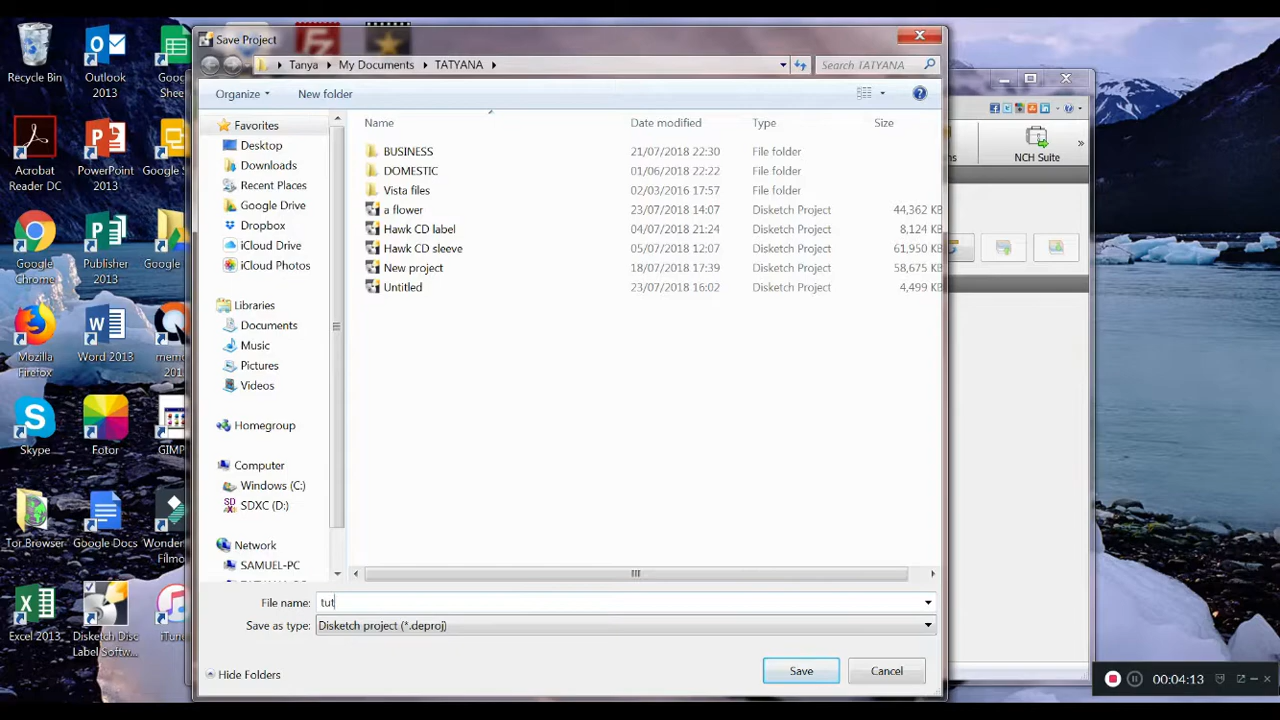 Save Project
Tanya
My Documents
TATYANA
Search TATYANA
Organize
New folder
Name
Date modified
Type
Size
Favorites
Desktop
Downloads
Recent Places
Google Drive
Dropbox
iCloud Drive
iCloud Photos
Libraries
Documents
Music
Pictures
Videos
Homegroup
Computer
Windows (C:)
SDXC (D:)
Network
SAMUEL-PC
BUSINESS 21/07/2018 22:30 File folder
DOMESTIC 01/06/2018 22:22 File folder
Vista files 02/03/2016 17:57 File folder
a flower 23/07/2018 14:07 Disketch Project 44,362 KB
Hawk CD label 04/07/2018 21:24 Disketch Project 8,124 KB
Hawk CD sleeve 05/07/2018 12:07 Disketch Project 61,950 KB
New project 18/07/2018 17:39 Disketch Project 58,675 KB
Untitled 23/07/2018 16:02 Disketch Project 4,499 KB
File name: tut
Save as type: Disketch project (*.deproj)
Hide Folders
Save
Cancel
NCH Suite
Recycle Bin
Outlook 2013
Acrobat Reader DC
PowerPoint 2013
Google
Google Chrome
Publisher 2013
Google
Mozilla Firefox
Word 2013
Skype
Fotor
GIMP
Tor Browser
Google Docs
Excel 2013
Disketch Disc Label Softw...
00:04:13